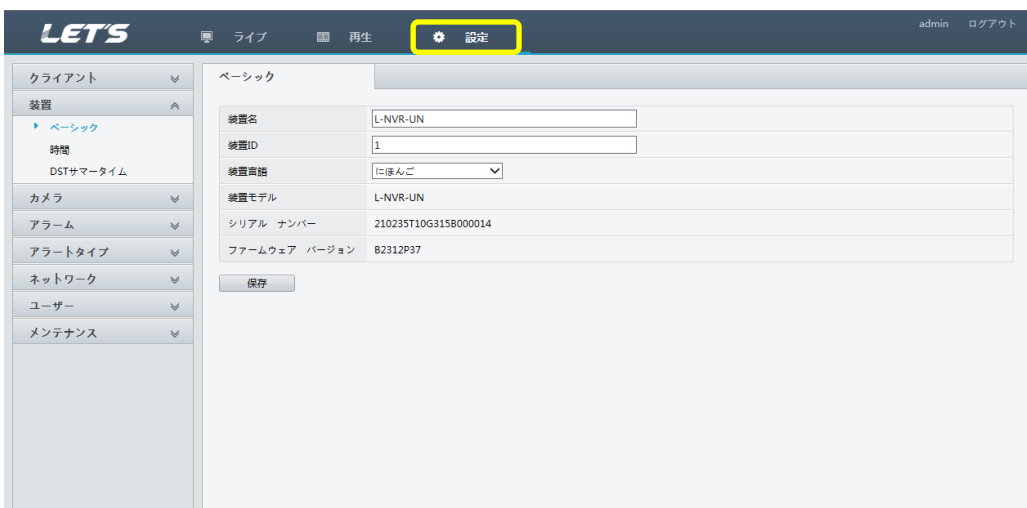 LET'S
ライブ 再生 設定
admin ログアウト
クライアント
装置
ベーシック
時間
DSTサマータイム
カメラ
アラーム
アラートタイプ
ネットワーク
ユーザー
メンテナンス
ベーシック
装置名 L-NVR-UN
装置ID 1
装置言語 にほんご
装置モデル L-NVR-UN
シリアル ナンバー 210235T10G315B000014
ファームウェア バージョン B2312P37
保存